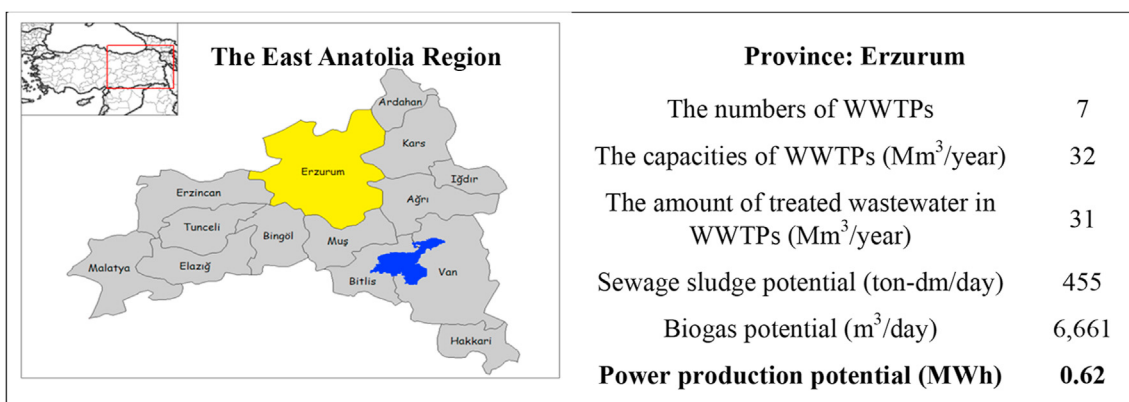 The East Anatolia Region
Ardahan
Kars
Erzurum
Iğdır
Erzincan
Ağrı
Tunceli
Bingöl
Muş
Malatya
Elazığ
Van
Bitlis
Hakkari
Province: Erzurum
The numbers of WWTPs 7
The capacities of WWTPs (Mm³/year) 32
The amount of treated wastewater in
WWTPs (Mm³/year) 31
Sewage sludge potential (ton-dm/day) 455
Biogas potential (m³/day) 6,661
Power production potential (MWh) 0.62